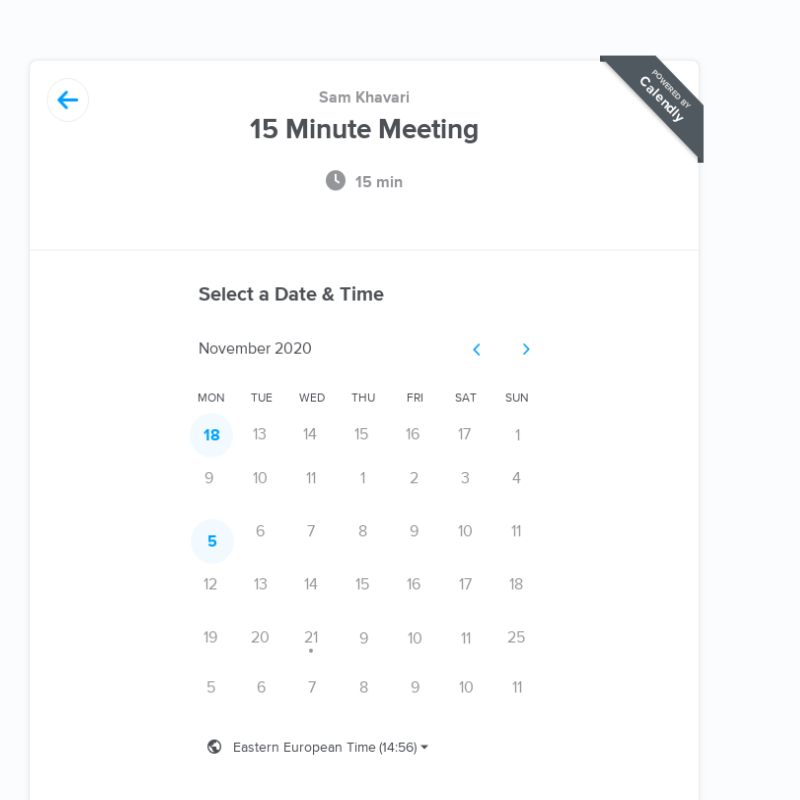 POWERED BY
Calendly
Sam Khavari
15 Minute Meeting
15 min
Select a Date & Time
November 2020
MON TUE WED THU FRI SAT SUN
18 13 14 15 16 17 1
9 10 11 1 2 3 4
5 6 7 8 9 10 11
12 13 14 15 16 17 18
19 20 21 9 10 11 25
5 6 7 8 9 10 11
Eastern European Time (14:56)